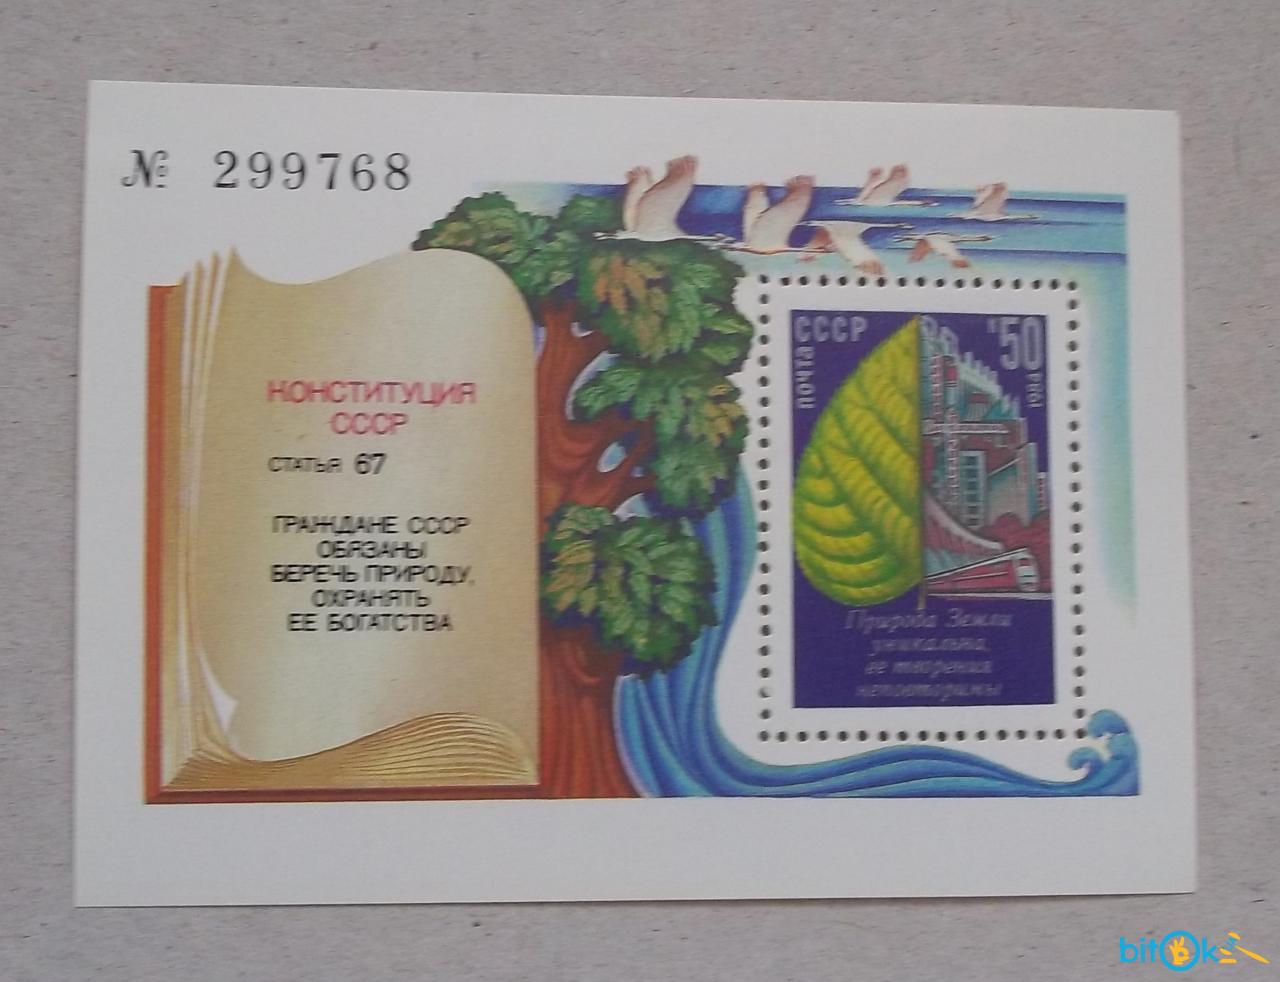 № 299768
КОНСТИТУЦИЯ
СССР
СТАТЬЯ 67
ГРАЖДАНЕ СССР
ОБЯЗАНЫ
БЕРЕЧЬ ПРИРОДУ,
ОХРАНЯТЬ
ЕЕ БОГАТСТВА
ПОЧТА СССР
'50
1984
Природа Земли
уникальна,
ее творения
неповторимы
bitOk